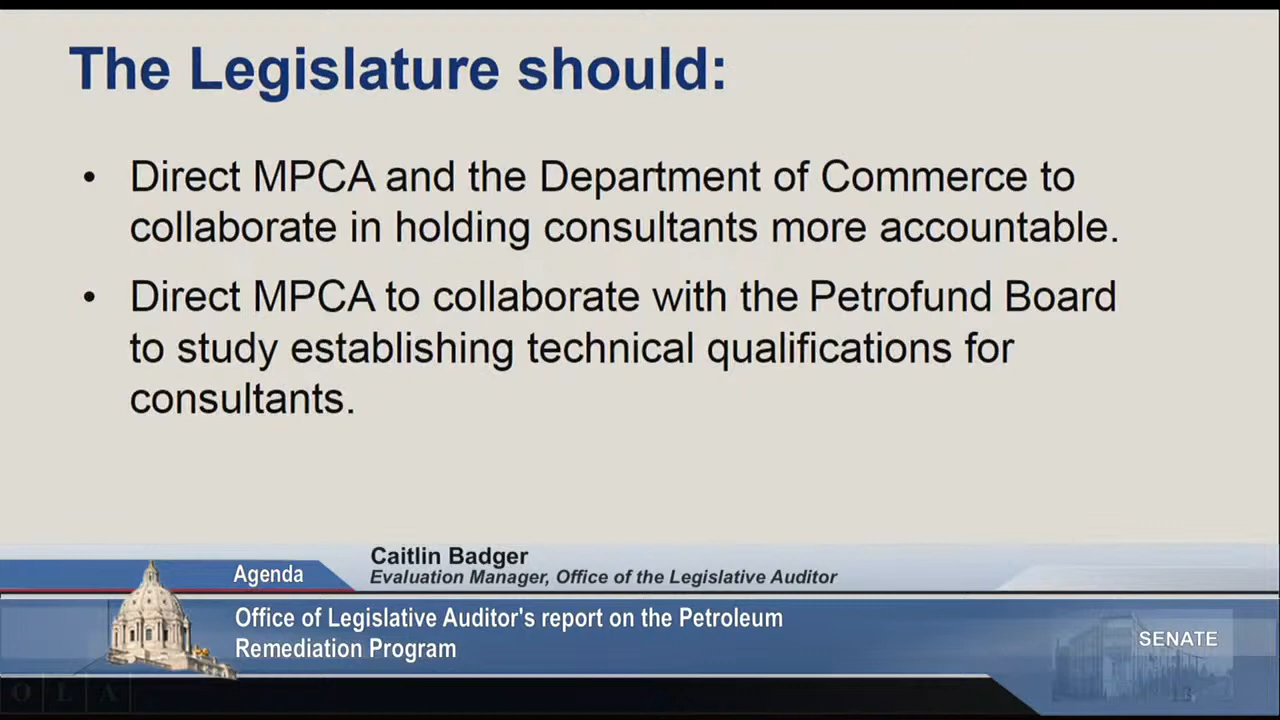 The Legislature should:
• Direct MPCA and the Department of Commerce to
collaborate in holding consultants more accountable.
• Direct MPCA to collaborate with the Petrofund Board
to study establishing technical qualifications for
consultants.
Caitlin Badger
Evaluation Manager, Office of the Legislative Auditor
Agenda
Office of Legislative Auditor's report on the Petroleum
Remediation Program
SENATE
O L A
13